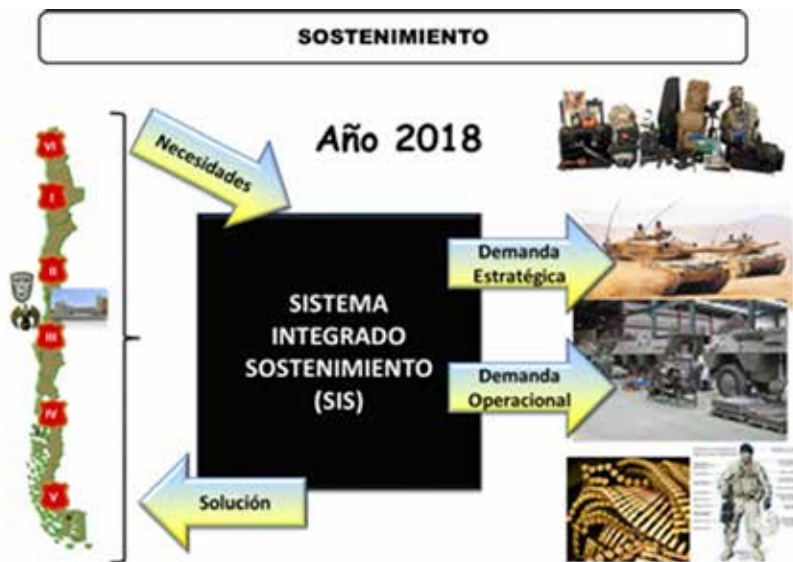 SOSTENIMIENTO
Año 2018
Necesidades
VI
I
II
III
IV
V
SISTEMA
INTEGRADO
SOSTENIMIENTO
(SIS)
Demanda
Estratégica
Demanda
Operacional
Solución